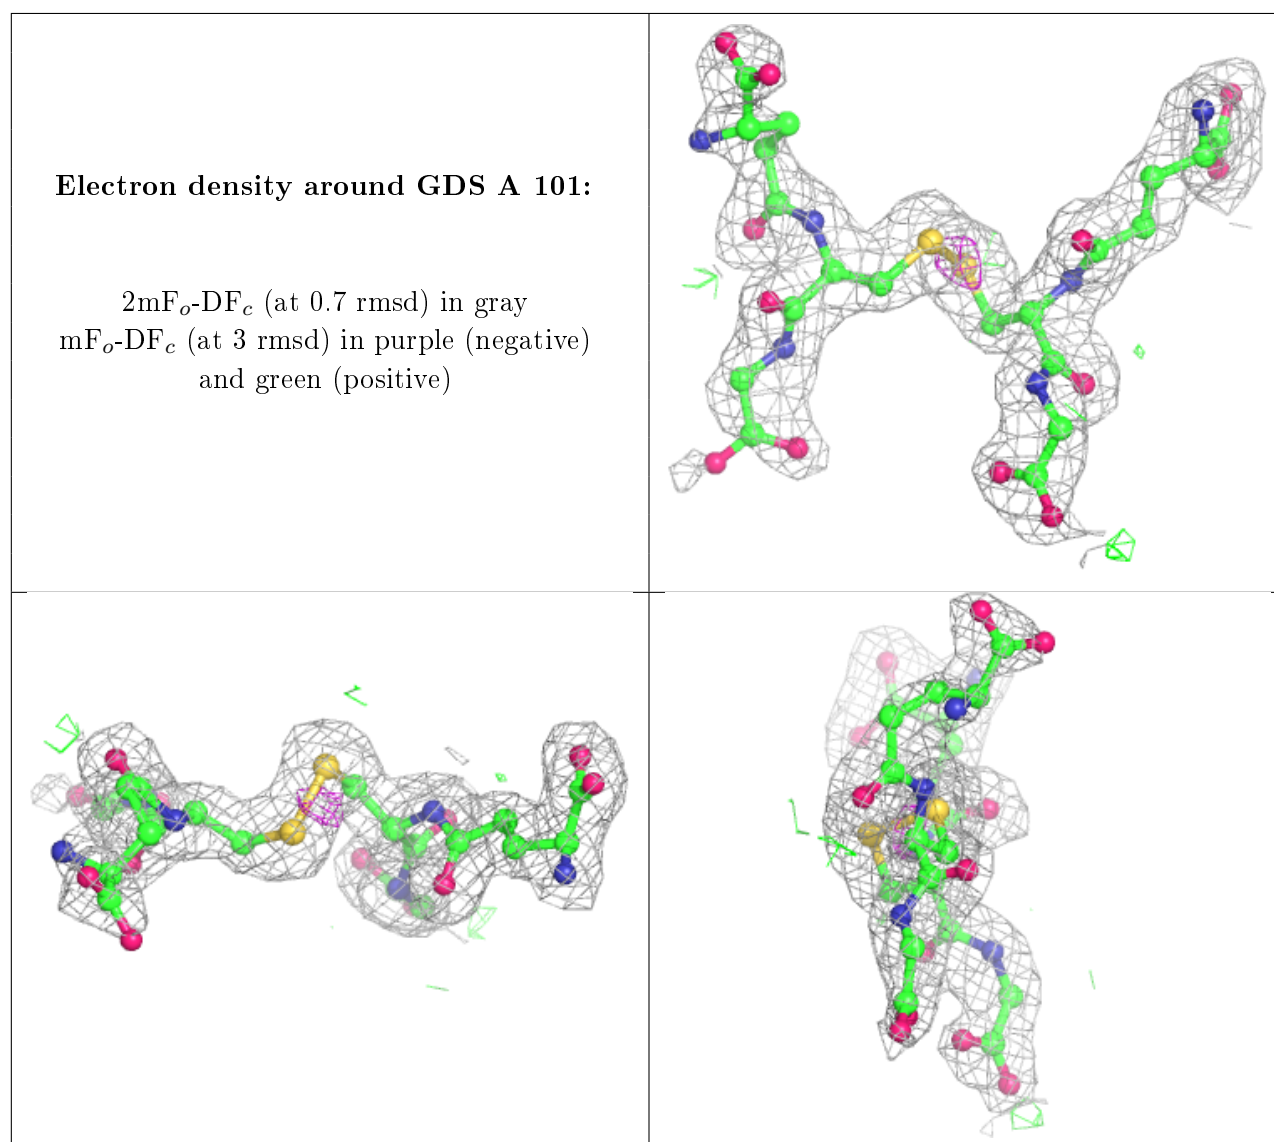 Electron density around GDS A 101:
2mFₒ-DF𝒸 (at 0.7 rmsd) in gray
mFₒ-DF𝒸 (at 3 rmsd) in purple (negative)
and green (positive)